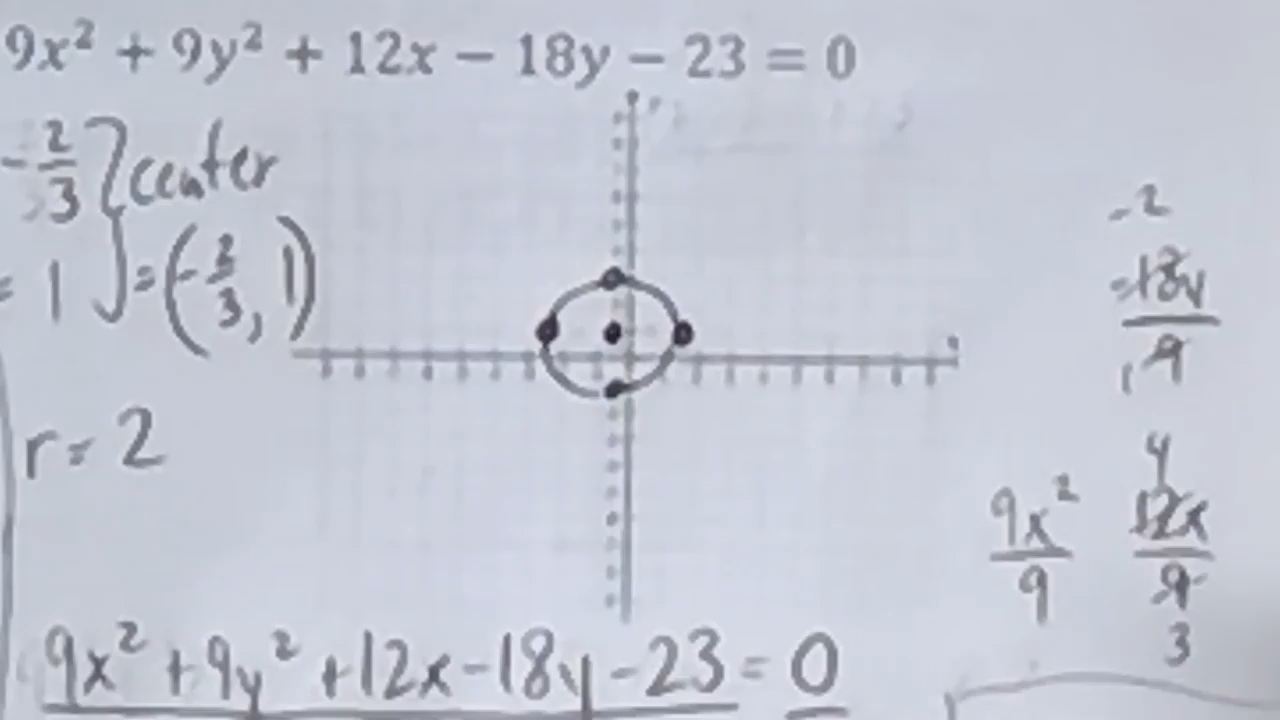 9x² + 9y² + 12x − 18y − 23 = 0
-2/3 } center
= 1 } = (-2/3, 1)
r = 2
-2
-18y
9
1
4
9x² 12x
9 9
3
9x² + 9y² + 12x - 18y - 23 = 0